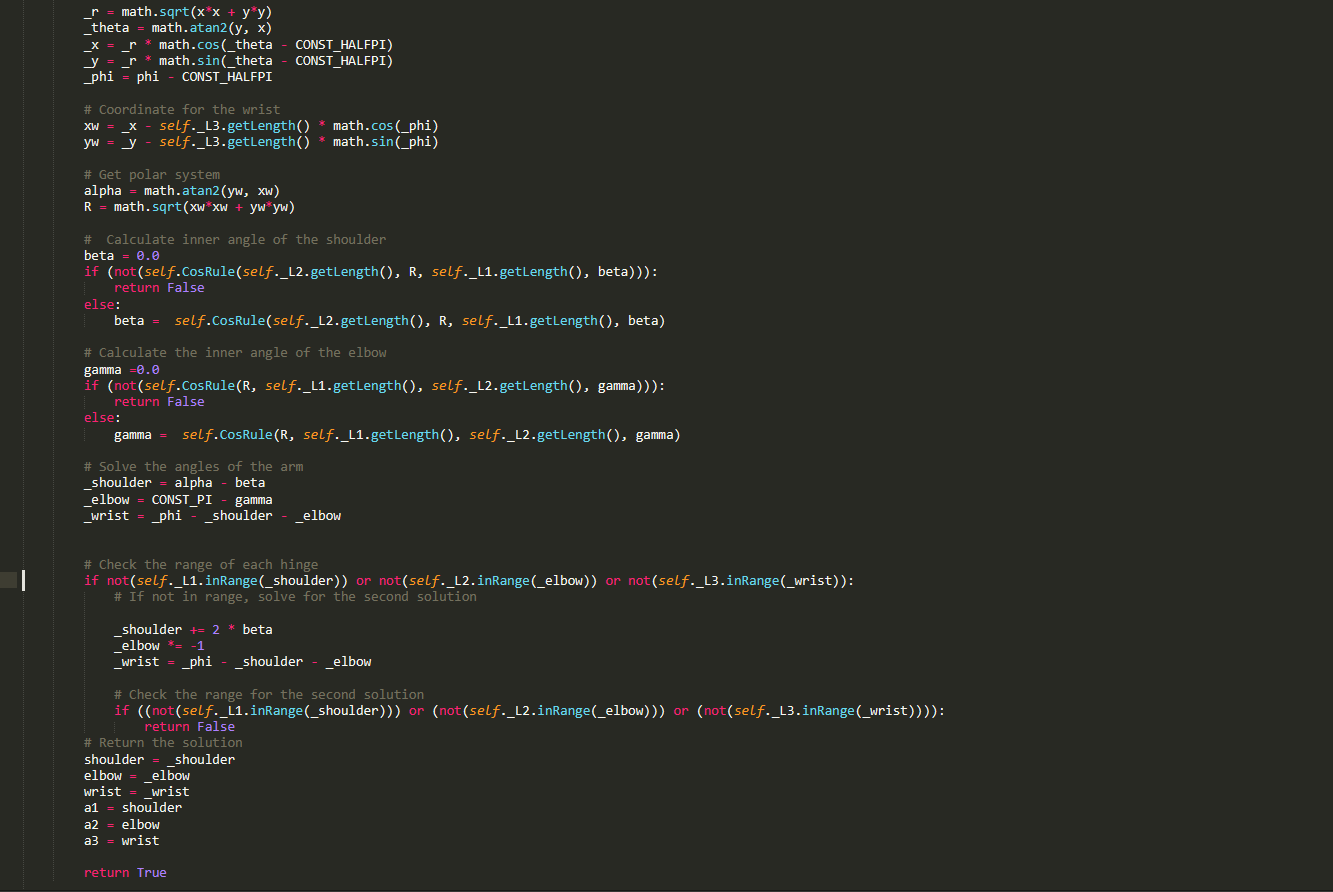 _r = math.sqrt(x*x + y*y)
_theta = math.atan2(y, x)
_x = _r * math.cos(_theta - CONST_HALFPI)
_y = _r * math.sin(_theta - CONST_HALFPI)
_phi = phi - CONST_HALFPI
# Coordinate for the wrist
xw = _x - self._L3.getLength() * math.cos(_phi)
yw = _y - self._L3.getLength() * math.sin(_phi)
# Get polar system
alpha = math.atan2(yw, xw)
R = math.sqrt(xw*xw + yw*yw)
#  Calculate inner angle of the shoulder
beta = 0.0
if (not(self.CosRule(self._L2.getLength(), R, self._L1.getLength(), beta))):
return False
else:
beta =  self.CosRule(self._L2.getLength(), R, self._L1.getLength(), beta)
# Calculate the inner angle of the elbow
gamma =0.0
if (not(self.CosRule(R, self._L1.getLength(), self._L2.getLength(), gamma))):
return False
else:
gamma =  self.CosRule(R, self._L1.getLength(), self._L2.getLength(), gamma)
# Solve the angles of the arm
_shoulder = alpha - beta
_elbow = CONST_PI - gamma
_wrist = _phi - _shoulder - _elbow
# Check the range of each hinge
if not(self._L1.inRange(_shoulder)) or not(self._L2.inRange(_elbow)) or not(self._L3.inRange(_wrist)):
# If not in range, solve for the second solution
_shoulder += 2 * beta
_elbow *= -1
_wrist = _phi - _shoulder - _elbow
# Check the range for the second solution
if ((not(self._L1.inRange(_shoulder))) or (not(self._L2.inRange(_elbow))) or (not(self._L3.inRange(_wrist)))):
return False
# Return the solution
shoulder = _shoulder
elbow = _elbow
wrist = _wrist
a1 = shoulder
a2 = elbow
a3 = wrist
return True